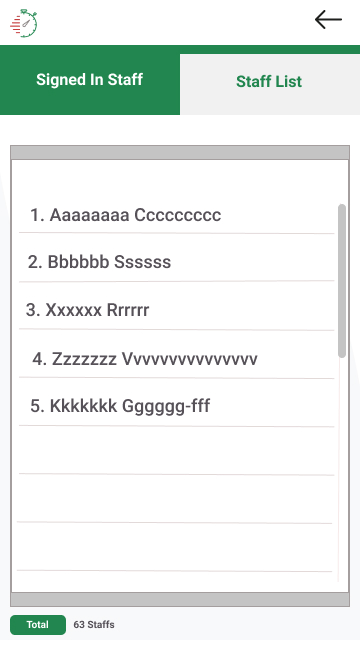 Signed In Staff
Staff List
1. Aaaaaaaa Ccccccccc
2. Bbbbbb Ssssss
3. Xxxxxx Rrrrrr
4. Zzzzzzz Vvvvvvvvvvvvvvv
5. Kkkkkkk Gggggg-fff
Total
63 Staffs